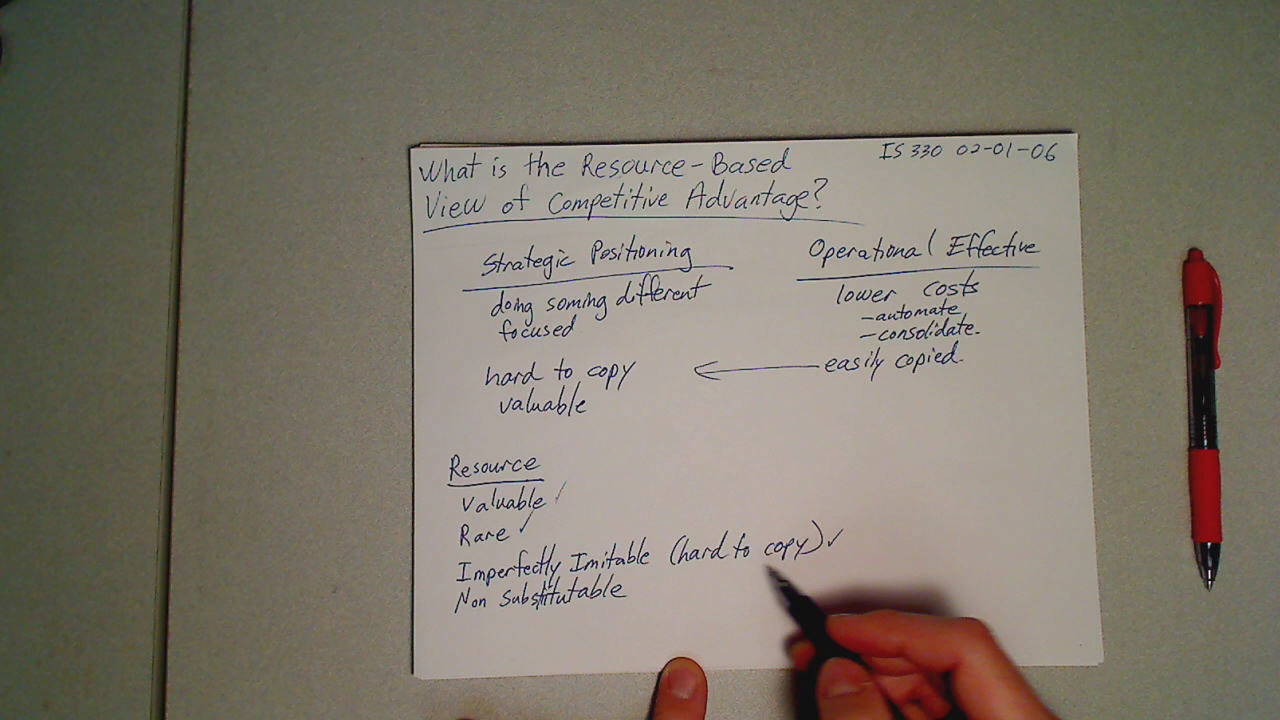 What is the Resource-Based
View of Competitive Advantage?
IS 330 02-01-06
Strategic Positioning
doing soming different
focused
hard to copy
valuable
Operational Effective
lower costs
-automate
-consolidate.
easily copied.
Resource
Valuable ✓
Rare ✓
Imperfectly Imitable (hard to copy) ✓
Non Substitutable